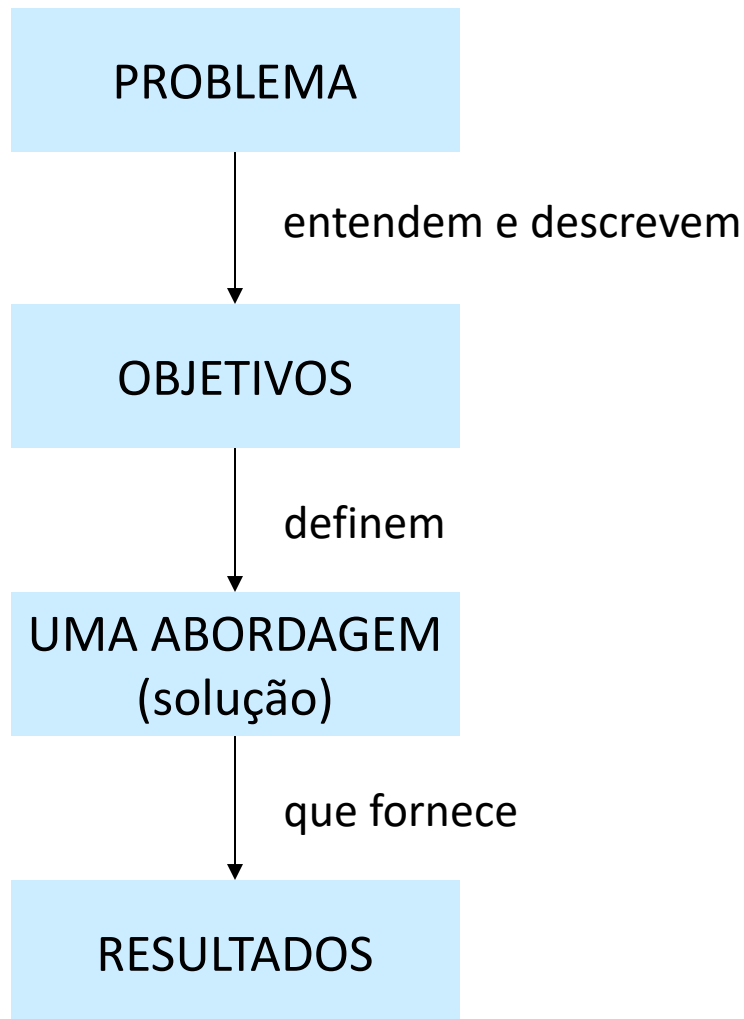 PROBLEMA
entendem e descrevem
OBJETIVOS
definem
UMA ABORDAGEM
(solução)
que fornece
RESULTADOS